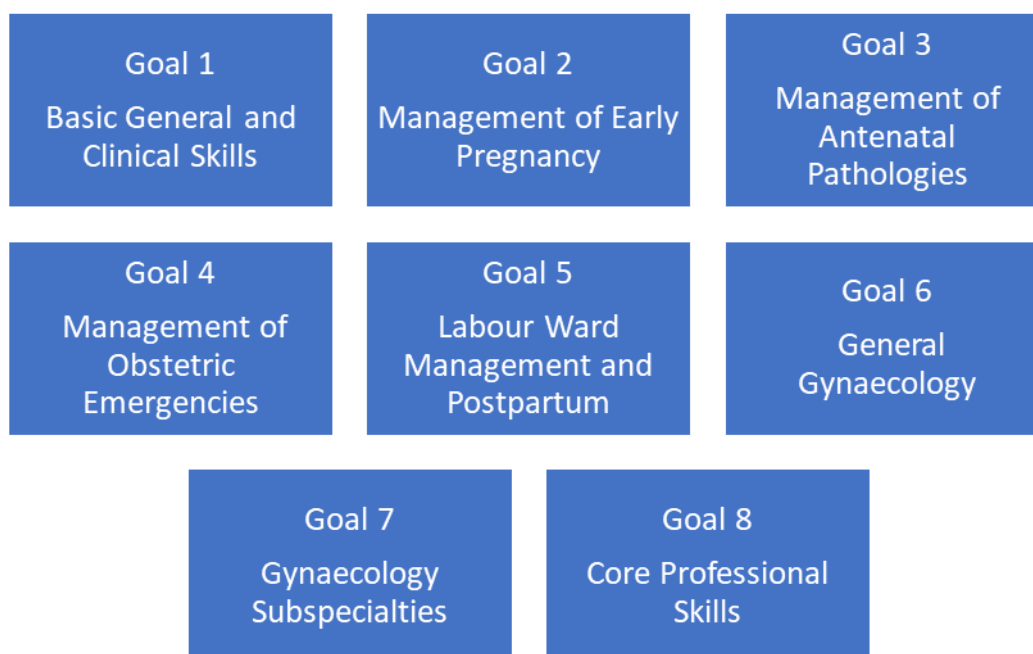 Goal 1
Basic General and
Clinical Skills
Goal 2
Management of Early
Pregnancy
Goal 3
Management of
Antenatal
Pathologies
Goal 4
Management of
Obstetric
Emergencies
Goal 5
Labour Ward
Management and
Postpartum
Goal 6
General
Gynaecology
Goal 7
Gynaecology
Subspecialties
Goal 8
Core Professional
Skills